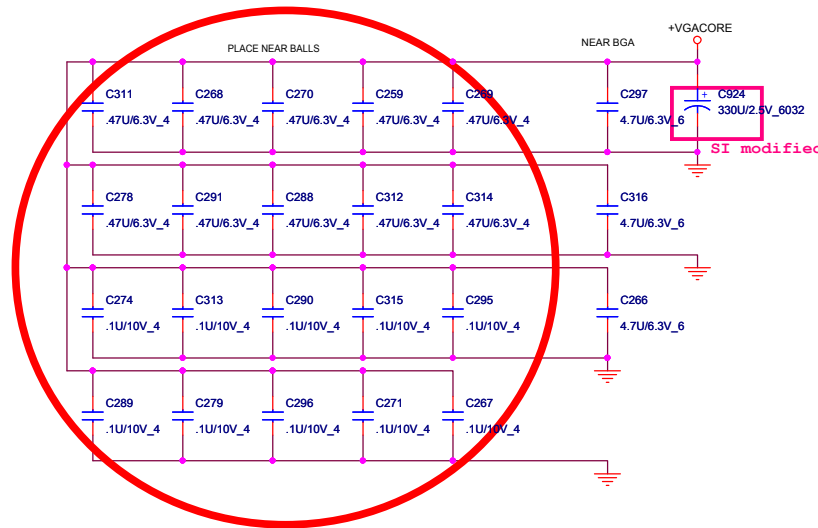 +VGACORE
PLACE NEAR BALLS
NEAR BGA
C311 C268 C270 C259 C269 C297 + C924
.47U/6.3V_4 .47U/6.3V_4 .47U/6.3V_4 .47U/6.3V_4 .47U/6.3V_4 4.7U/6.3V_6 330U/2.5V_6032
SI modified
C278 C291 C288 C312 C314 C316
.47U/6.3V_4 .47U/6.3V_4 .47U/6.3V_4 .47U/6.3V_4 .47U/6.3V_4 4.7U/6.3V_6
C274 C313 C290 C315 C295 C266
.1U/10V_4 .1U/10V_4 .1U/10V_4 .1U/10V_4 .1U/10V_4 4.7U/6.3V_6
C289 C279 C296 C271 C267
.1U/10V_4 .1U/10V_4 .1U/10V_4 .1U/10V_4 .1U/10V_4